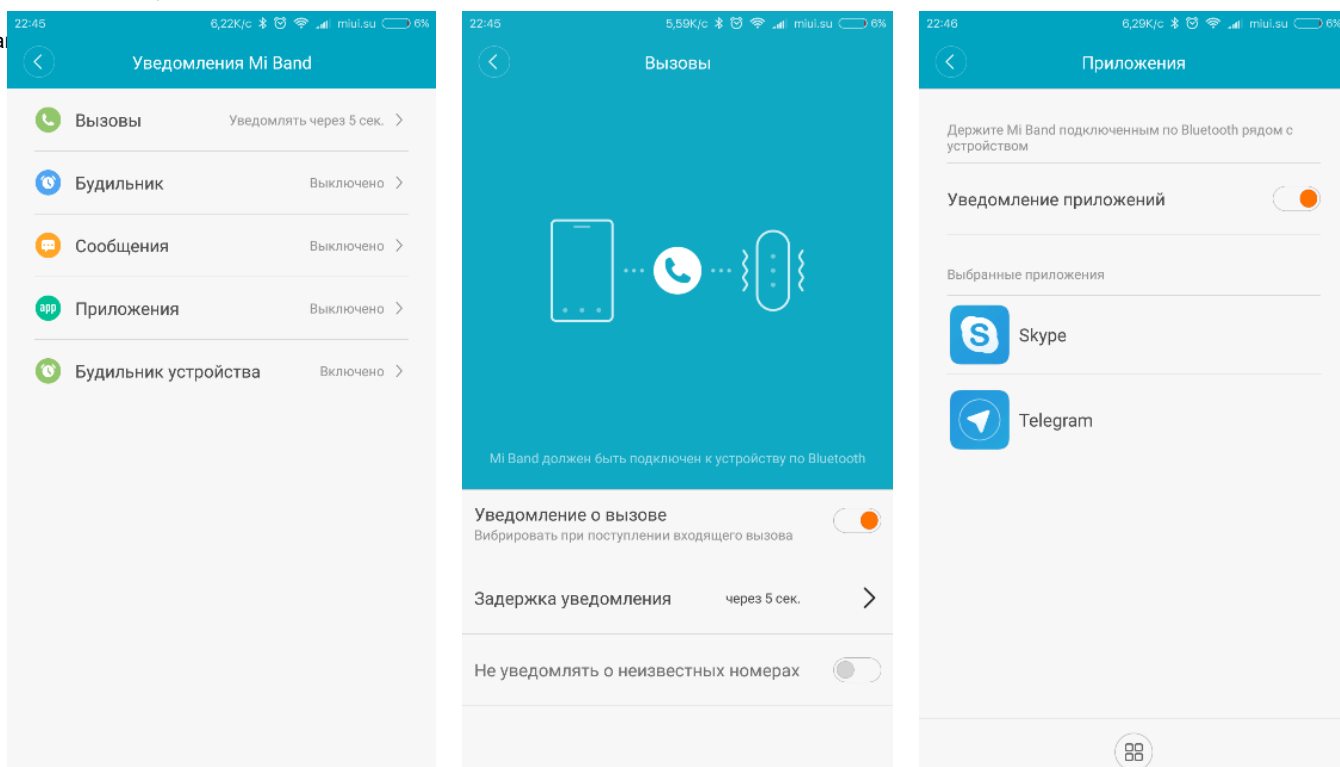 22:45 6,22K/c miui.su 6%
Уведомления Mi Band
Вызовы Уведомлять через 5 сек.
Будильник Выключено
Сообщения Выключено
app Приложения Выключено
Будильник устройства Включено
22:45 5,59K/c miui.su 6%
Вызовы
Mi Band должен быть подключен к устройству по Bluetooth
Уведомление о вызове
Вибрировать при поступлении входящего вызова
Задержка уведомления через 5 сек.
Не уведомлять о неизвестных номерах
22:46 6,29K/c miui.su 6%
Приложения
Держите Mi Band подключенным по Bluetooth рядом с
устройством
Уведомление приложений
Выбранные приложения
Skype
Telegram